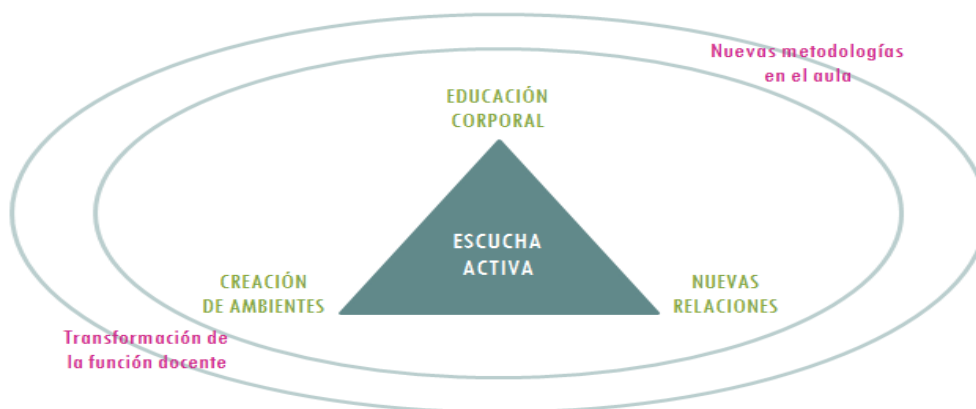 Nuevas metodologías
en el aula
EDUCACIÓN
CORPORAL
ESCUCHA
ACTIVA
CREACIÓN
DE AMBIENTES
NUEVAS
RELACIONES
Transformación de
la función docente